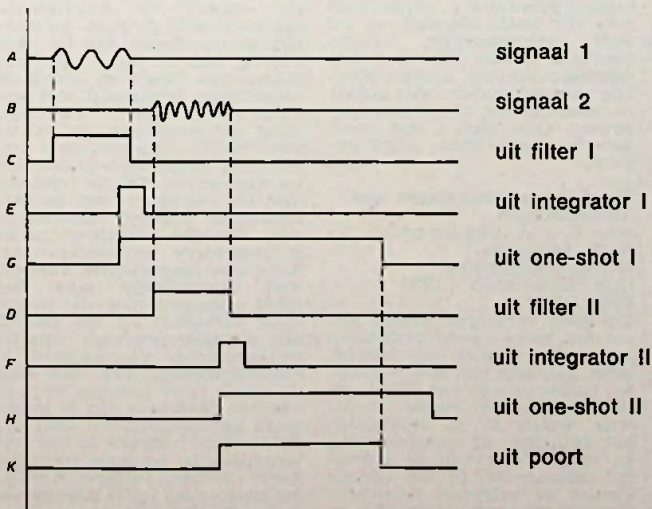 A signaal 1
B signaal 2
C uit filter I
E uit integrator I
G uit one-shot I
D uit filter II
F uit integrator II
H uit one-shot II
K uit poort